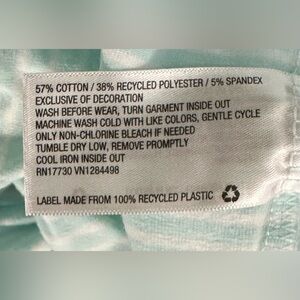 57% COTTON / 38% RECYCLED POLYESTER / 5% SPANDEX
EXCLUSIVE OF DECORATION
WASH BEFORE WEAR, TURN GARMENT INSIDE OUT
MACHINE WASH COLD WITH LIKE COLORS, GENTLE CYCLE
ONLY NON-CHLORINE BLEACH IF NEEDED
TUMBLE DRY LOW, REMOVE PROMPTLY
COOL IRON INSIDE OUT
RN17730 VN1284498
LABEL MADE FROM 100% RECYCLED PLASTIC